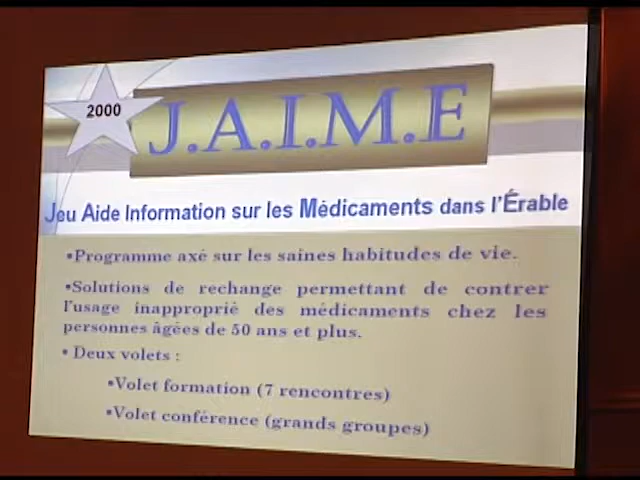 2000
J.A.I.M.E
Jeu Aide Information sur les Médicaments dans l'Érable
•Programme axé sur les saines habitudes de vie.
•Solutions de rechange permettant de contrer
l'usage inapproprié des médicaments chez les
personnes âgées de 50 ans et plus.
• Deux volets :
•Volet formation (7 rencontres)
•Volet conférence (grands groupes)